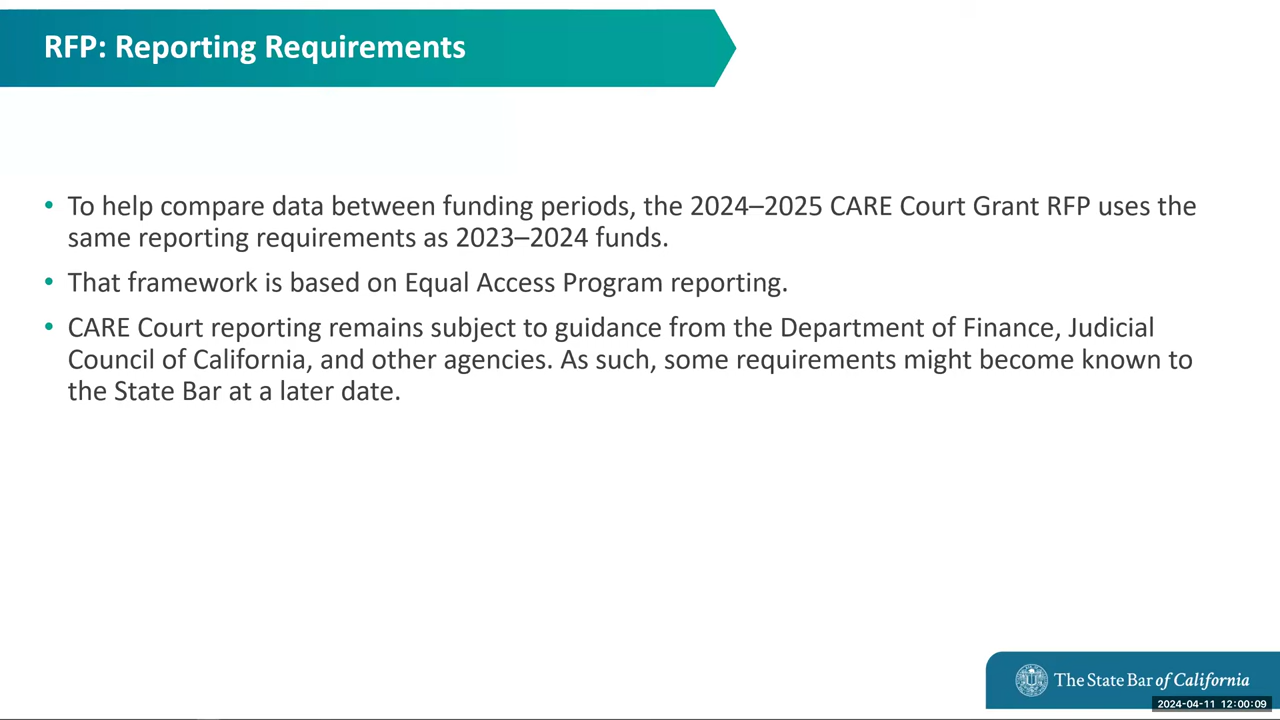 RFP: Reporting Requirements
• To help compare data between funding periods, the 2024–2025 CARE Court Grant RFP uses the
same reporting requirements as 2023–2024 funds.
• That framework is based on Equal Access Program reporting.
• CARE Court reporting remains subject to guidance from the Department of Finance, Judicial
Council of California, and other agencies. As such, some requirements might become known to
the State Bar at a later date.
The State Bar of California
2024-04-11 12:00:09